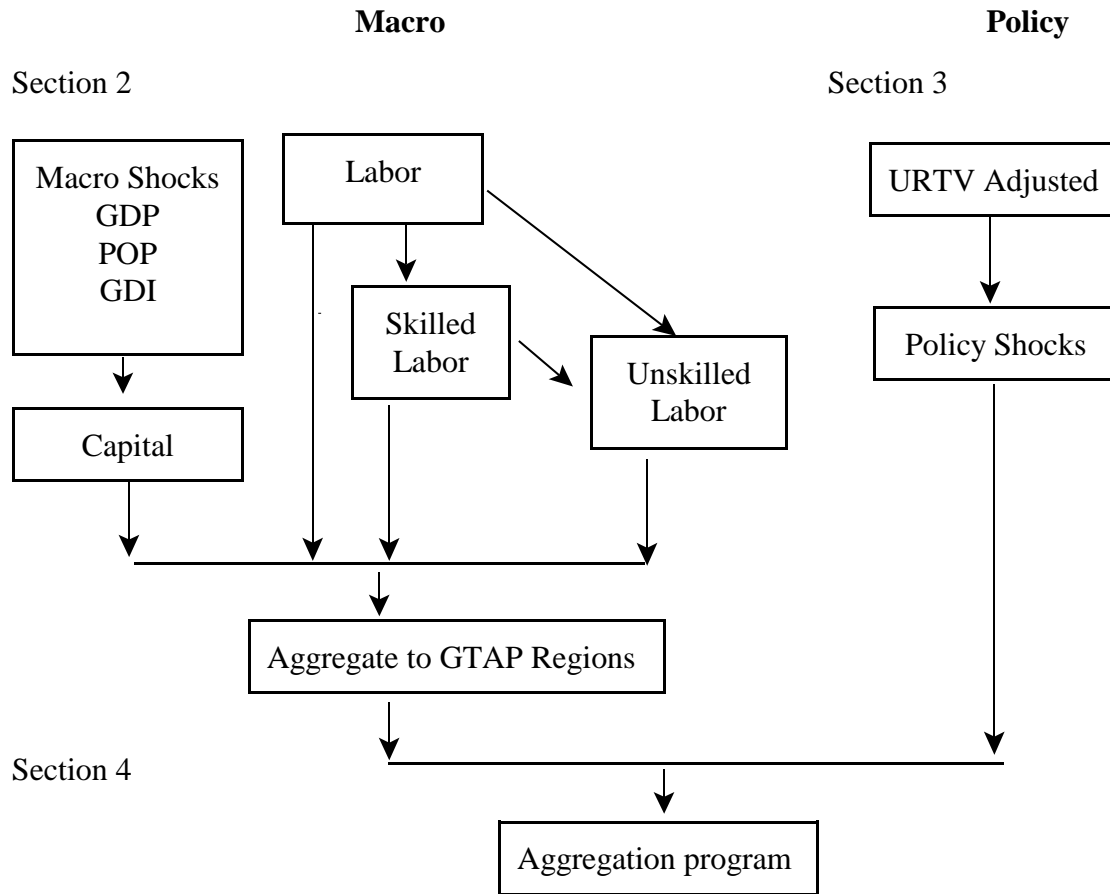 Macro
Policy
Section 2
Section 3
Macro Shocks
GDP
POP
GDI
Labor
URTV Adjusted
Skilled
Labor
Unskilled
Labor
Policy Shocks
Capital
Aggregate to GTAP Regions
Section 4
Aggregation program